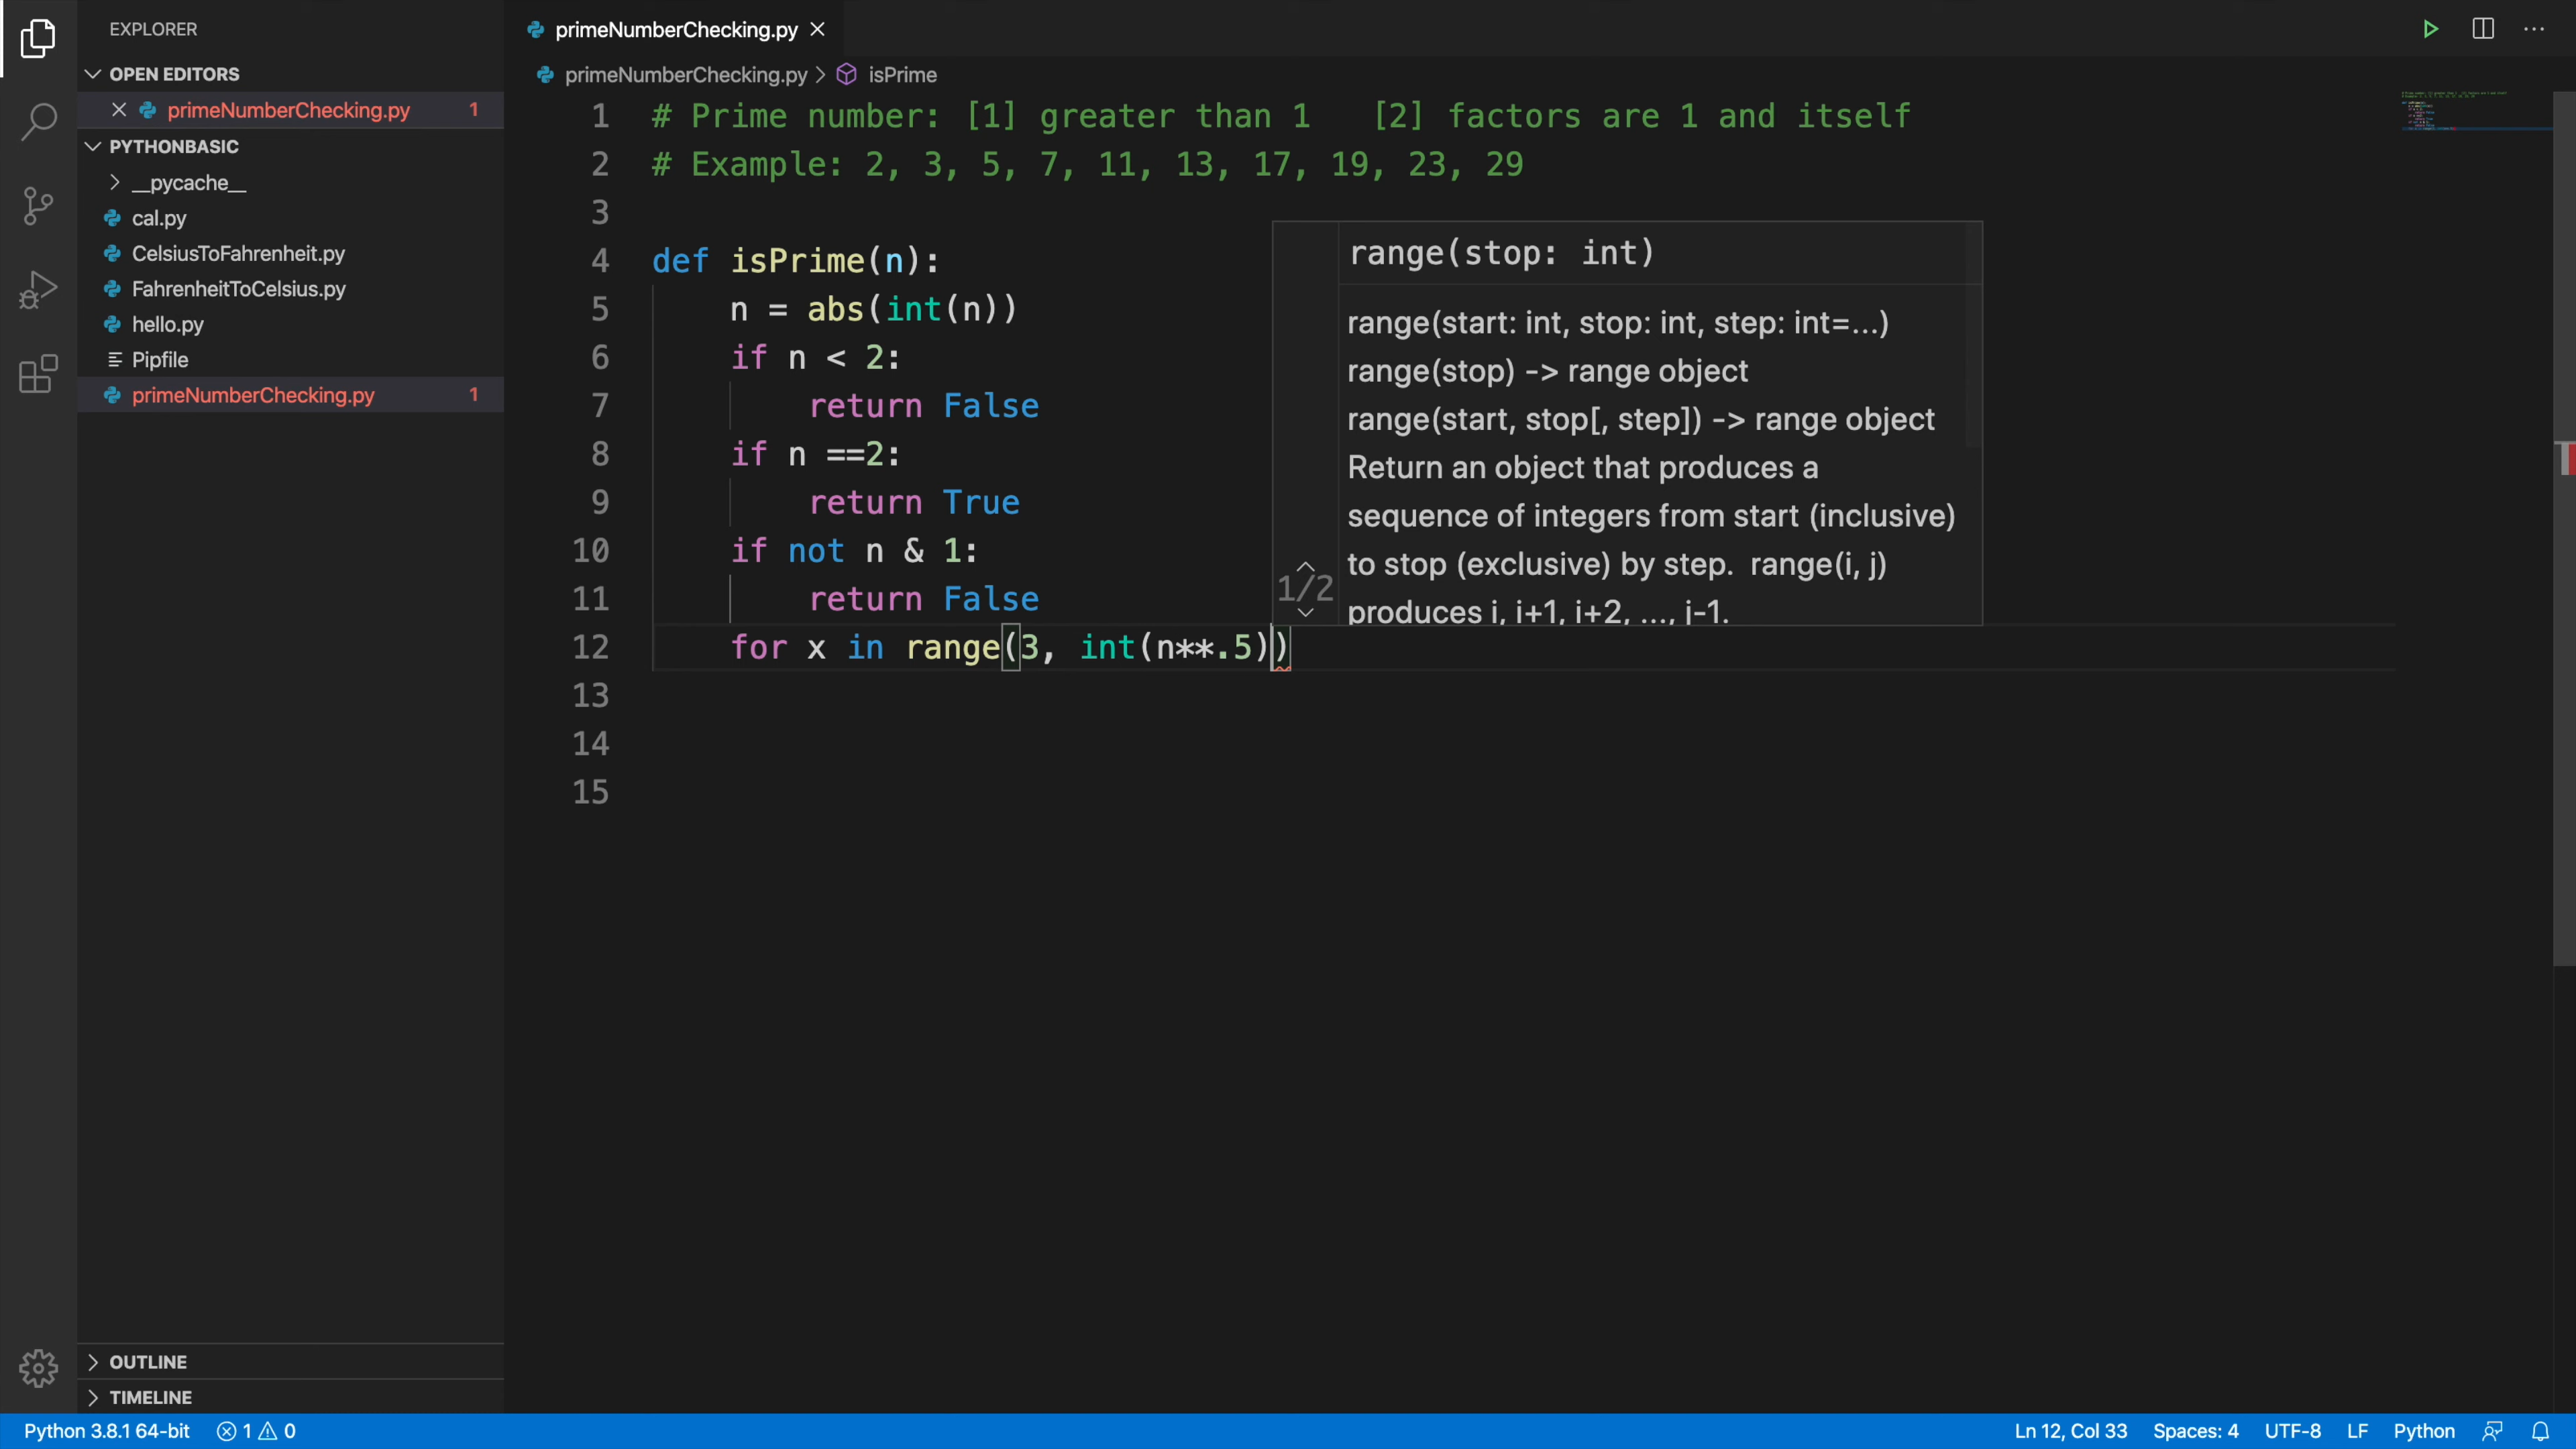 EXPLORER
OPEN EDITORS
primeNumberChecking.py 1
PYTHONBASIC
__pycache__
cal.py
CelsiusToFahrenheit.py
FahrenheitToCelsius.py
hello.py
Pipfile
primeNumberChecking.py 1
OUTLINE
TIMELINE
primeNumberChecking.py
primeNumberChecking.py > isPrime
1 # Prime number: [1] greater than 1   [2] factors are 1 and itself
2 # Example: 2, 3, 5, 7, 11, 13, 17, 19, 23, 29
3
4 def isPrime(n):
5     n = abs(int(n))
6     if n < 2:
7         return False
8     if n ==2:
9         return True
10     if not n & 1:
11         return False
12     for x in range(3, int(n**.5))
13
14
15
range(stop: int)
range(start: int, stop: int, step: int=...)
range(stop) -> range object
range(start, stop[, step]) -> range object
Return an object that produces a
sequence of integers from start (inclusive)
to stop (exclusive) by step.  range(i, j)
produces i, i+1, i+2, ..., j-1.
1/2
Python 3.8.1 64-bit 1 0 Ln 12, Col 33 Spaces: 4 UTF-8 LF Python